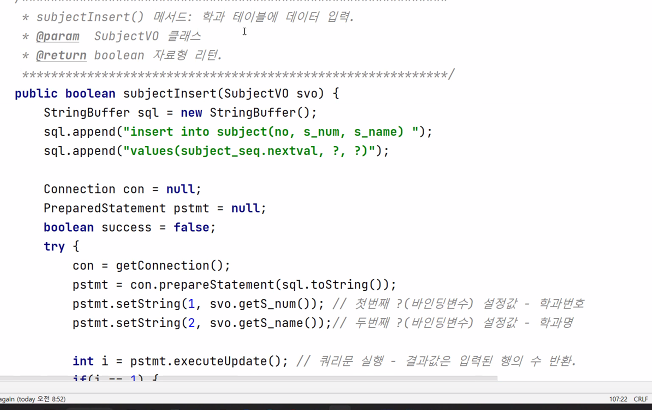 /***********************************************************
* subjectInsert() 메서드: 학과 테이블에 데이터 입력.
* @param  SubjectVO 클래스
* @return boolean 자료형 리턴.
***********************************************************/
public boolean subjectInsert(SubjectVO svo) {
    StringBuffer sql = new StringBuffer();
    sql.append("insert into subject(no, s_num, s_name) ");
    sql.append("values(subject_seq.nextval, ?, ?)");
    Connection con = null;
    PreparedStatement pstmt = null;
    boolean success = false;
    try {
        con = getConnection();
        pstmt = con.prepareStatement(sql.toString());
        pstmt.setString(1, svo.getS_num()); // 첫번째 ?(바인딩변수) 설정값 - 학과번호
        pstmt.setString(2, svo.getS_name());// 두번째 ?(바인딩변수) 설정값 - 학과명
        int i = pstmt.executeUpdate(); // 쿼리문 실행 - 결과값은 입력된 행의 수 반환.
        if(i == 1) {
again (today 오전 8:52) 107:22 CRLF